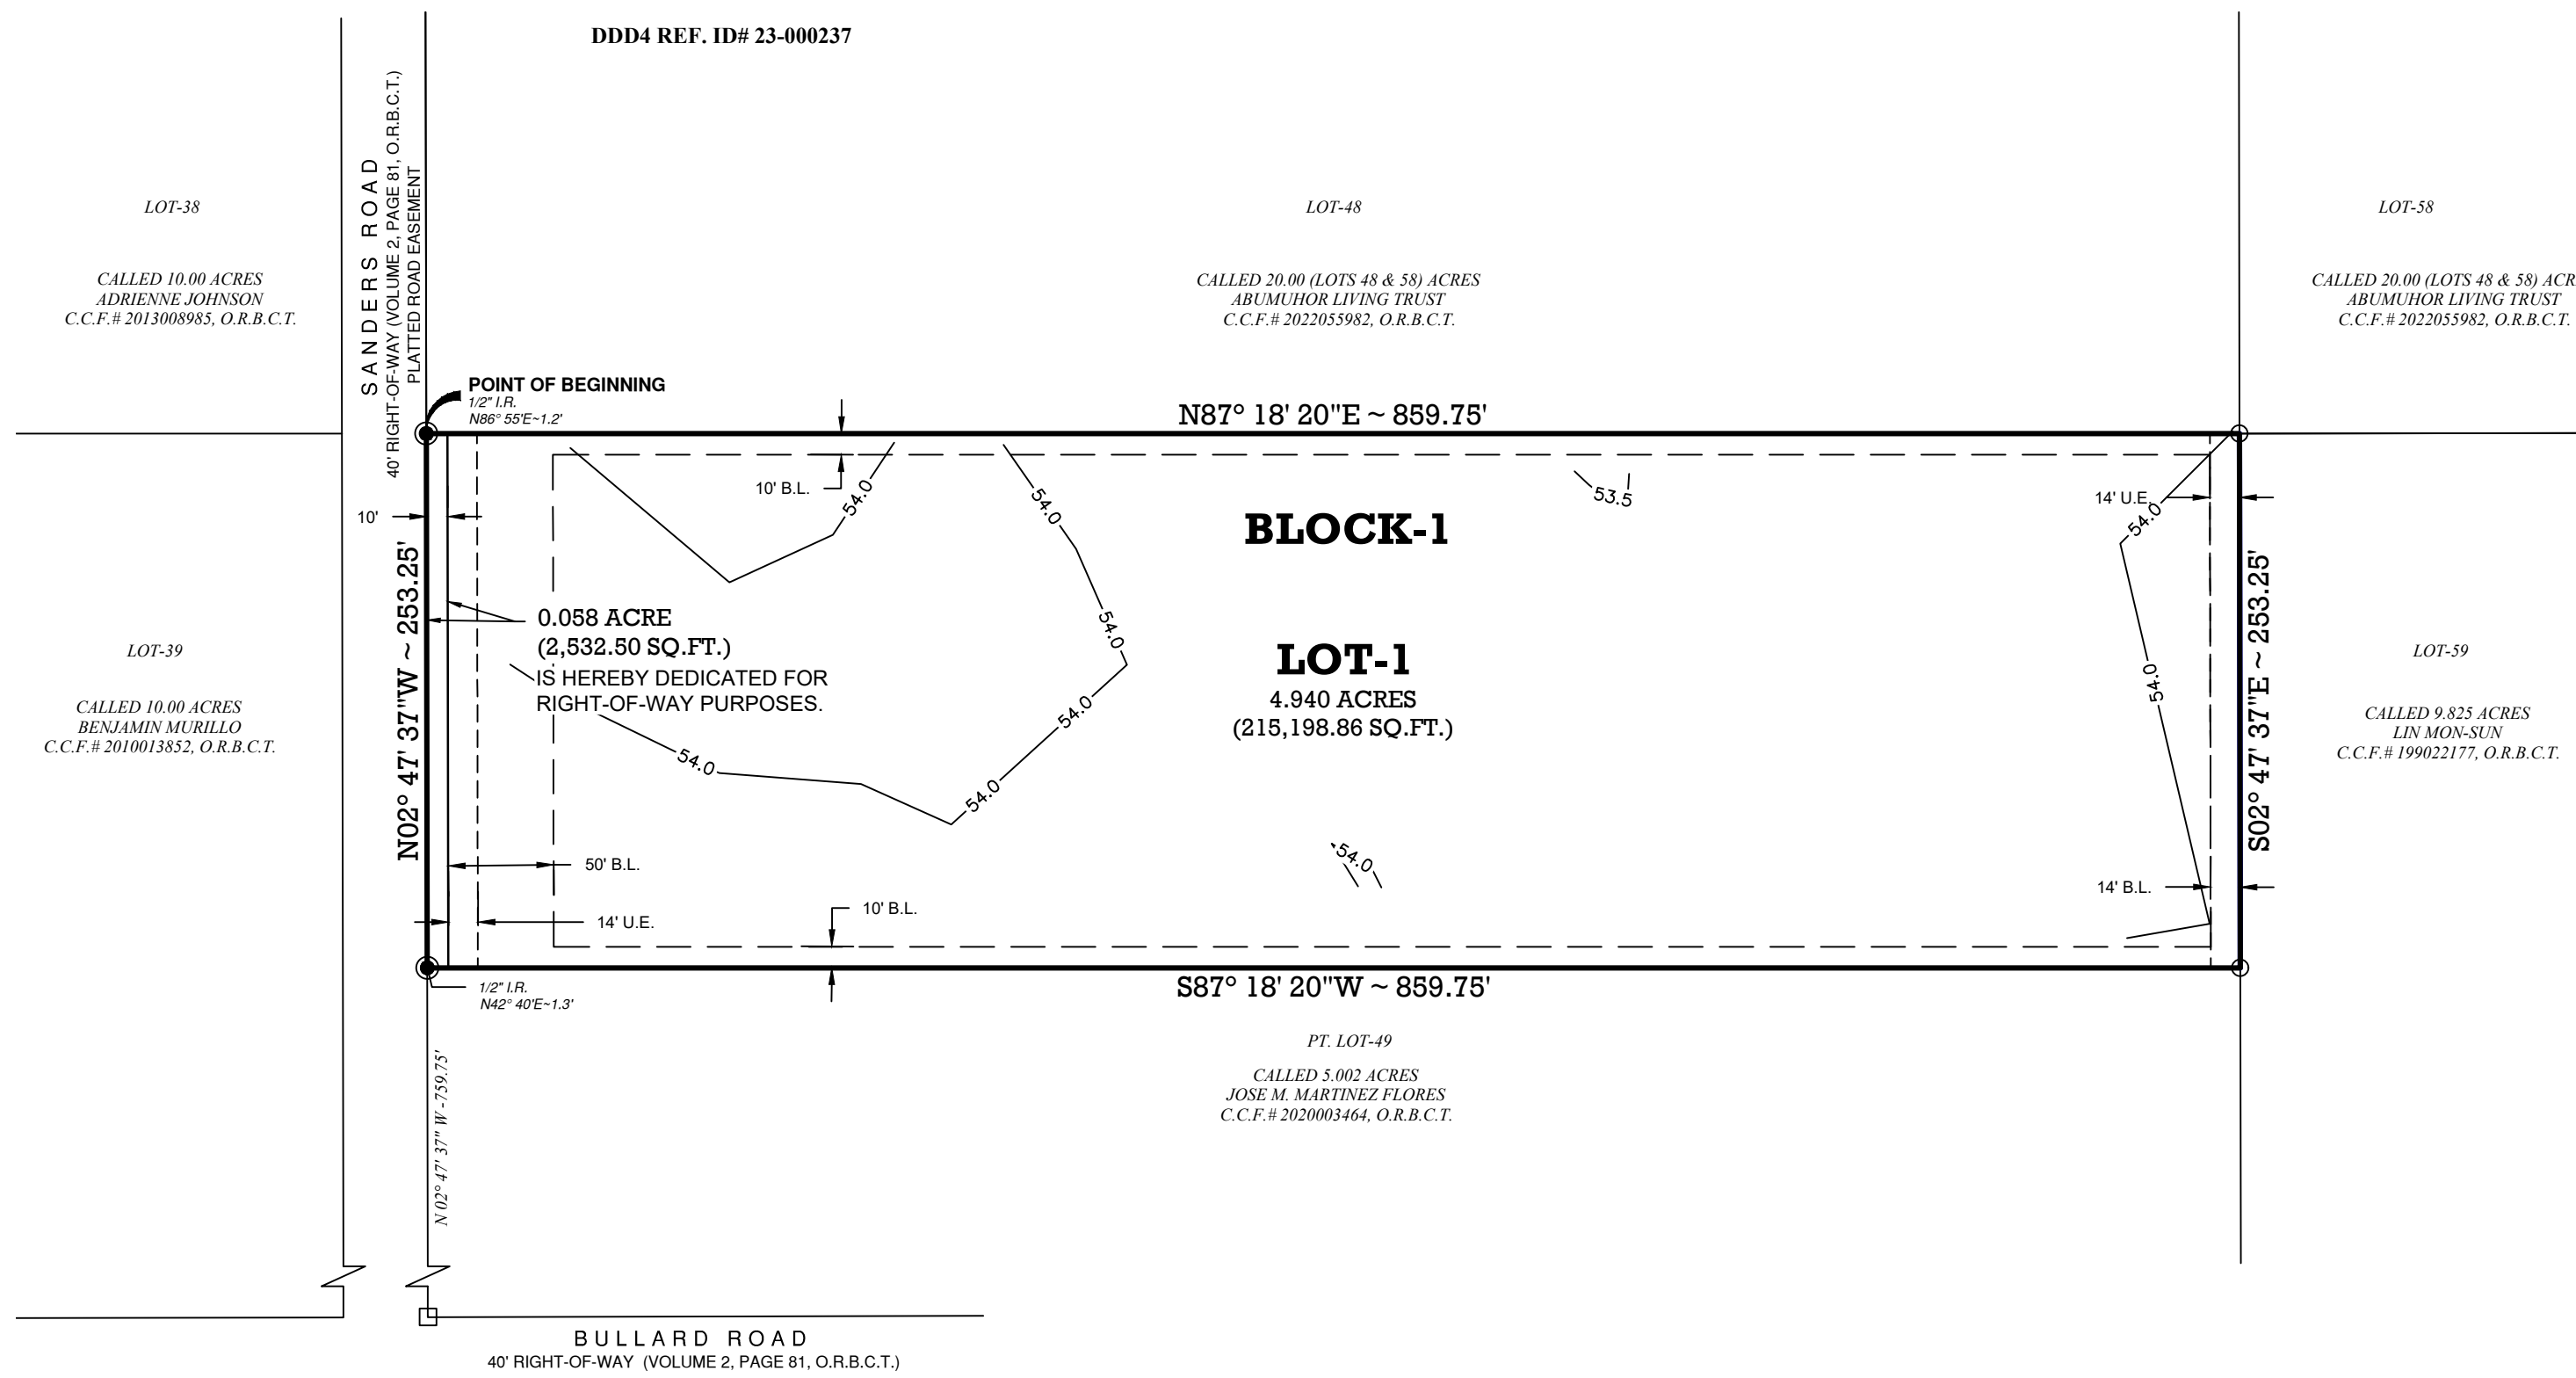 DDD4 REF. ID# 23-000237
SANDERS ROAD
40' RIGHT-OF-WAY (VOLUME 2, PAGE 81, O.R.B.C.T.)
PLATTED ROAD EASEMENT
LOT-38
CALLED 10.00 ACRES
ADRIENNE JOHNSON
C.C.F.# 2013008985, O.R.B.C.T.
LOT-48
CALLED 20.00 (LOTS 48 & 58) ACRES
ABUMUHOR LIVING TRUST
C.C.F.# 2022055982, O.R.B.C.T.
LOT-58
CALLED 20.00 (LOTS 48 & 58) ACR
ABUMUHOR LIVING TRUST
C.C.F.# 2022055982, O.R.B.C.T.
POINT OF BEGINNING
1/2" I.R.
N86° 55'E~1.2'
N87° 18' 20"E ~ 859.75'
10' B.L.
54.0
54.0
53.5
14' U.E.
54.0
10'
BLOCK-1
N02° 47' 37"W ~ 253.25'
0.058 ACRE
(2,532.50 SQ.FT.)
IS HEREBY DEDICATED FOR
RIGHT-OF-WAY PURPOSES.
54.0
LOT-1
4.940 ACRES
(215,198.86 SQ.FT.)
54.0
S02° 47' 37"E ~ 253.25'
LOT-39
CALLED 10.00 ACRES
BENJAMIN MURILLO
C.C.F.# 2010013852, O.R.B.C.T.
LOT-59
CALLED 9.825 ACRES
LIN MON-SUN
C.C.F.# 199022177, O.R.B.C.T.
54.0
54.0
54.0
54.0
50' B.L.
14' B.L.
10' B.L.
14' U.E.
1/2" I.R.
N42° 40'E~1.3'
S87° 18' 20"W ~ 859.75'
PT. LOT-49
CALLED 5.002 ACRES
JOSE M. MARTINEZ FLORES
C.C.F.# 2020003464, O.R.B.C.T.
N 02° 47' 37" W -759.75'
BULLARD ROAD
40' RIGHT-OF-WAY (VOLUME 2, PAGE 81, O.R.B.C.T.)